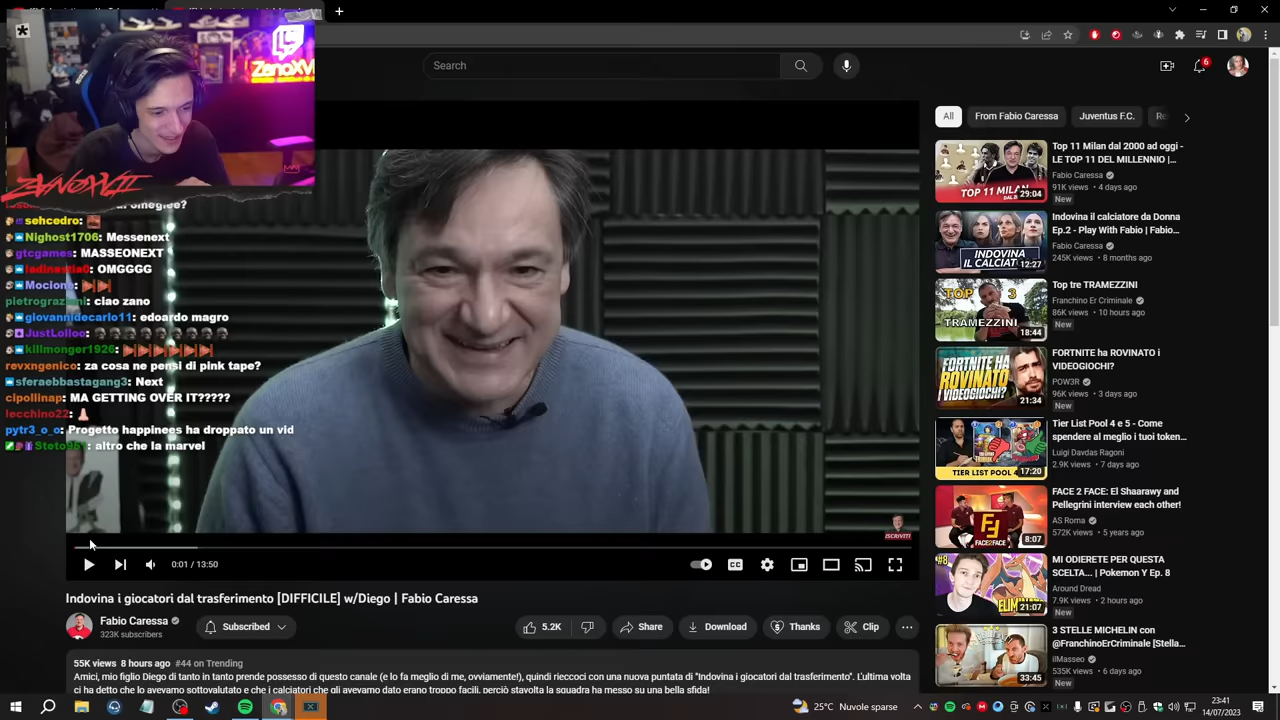 Search
6
ZenoXVII
ZANOXVII
sehcedro:
Nighost1706: Messenext
gtcgames: MASSEONEXT
ladinastia0: OMGGGG
Mocione:
pietrograziani: ciao zano
giovannidecarlo11: edoardo magro
JustLolloe:
killmonger1926:
revxngenico: za cosa ne pensi di pink tape?
sferaebbastagang3: Next
cipollinap: MA GETTING OVER IT?????
lecchino22:
pytr3_o_o: Progetto happinees ha droppato un vid
altro che la marvel
ISCRIVITI
0:01 / 13:50
CC
Indovina i giocatori dal trasferimento [DIFFICILE] w/Diego | Fabio Caressa
Fabio Caressa
323K subscribers
Subscribed
5.2K
Share
Download
Thanks
Clip
55K views 8 hours ago #44 on Trending
Amici, mio figlio Diego di tanto in tanto prende possesso di questo canale (e fa meglio di me, ovviamente!), quindi rieccoci con una nuova puntata di "Indovina i giocatori dal trasferimento". L'ultima volta
ci ha detto che lo avevamo sottovalutato e che i calciatori che gli avevamo dato erano troppo facili, perciò stavolta la squadra ha messo su una bella sfida!
All
From Fabio Caressa
Juventus F.C.
Re
TOP 11 MILAN
29:04
Top 11 Milan dal 2000 ad oggi -
LE TOP 11 DEL MILLENNIO |...
Fabio Caressa
91K views • 4 days ago
New
INDOVINA
IL CALCIAT
12:27
Indovina il calciatore da Donna
Ep.2 - Play With Fabio | Fabio...
Fabio Caressa
245K views • 8 months ago
TOP 3
TRAMEZZINI
18:44
Top tre TRAMEZZINI
Franchino Er Criminale
86K views • 10 hours ago
New
FORTNITE HA
ROVINATO
I VIDEOGIOCHI?
21:34
FORTNITE ha ROVINATO i
VIDEOGIOCHI?
POW3R
96K views • 3 days ago
New
TIER LIST POOL 4
17:20
Tier List Pool 4 e 5 - Come
spendere al meglio i tuoi token...
Luigi Davdas Ragoni
2.9K views • 7 days ago
FACE2FACE
8:07
FACE 2 FACE: El Shaarawy and
Pellegrini interview each other!
AS Roma
572K views • 5 years ago
#8
21:07
MI ODIERETE PER QUESTA
SCELTA... | Pokemon Y Ep. 8
Around Dread
7.9K views • 2 hours ago
New
33:45
3 STELLE MICHELIN con
@FranchinoErCriminale [Stella...
ilMasseo
535K views • 6 days ago
New
25°C Nuvole sparse
23:41
14/07/2023